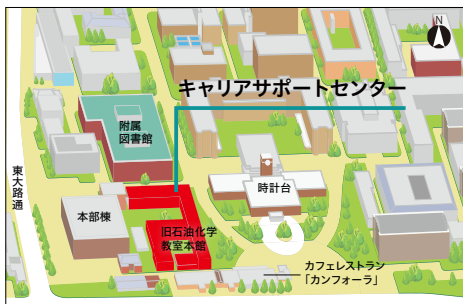 N
キャリアサポートセンター
附属
図書館
東大路通
時計台
本部棟
旧石油化学
教室本館
カフェレストラン
「カンフォーラ」